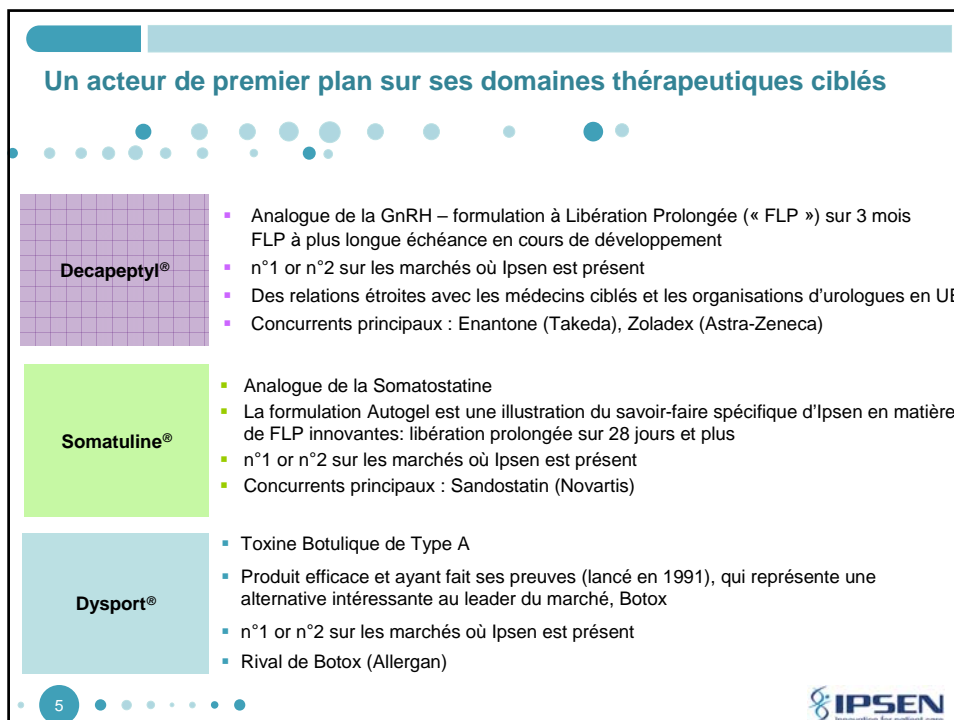 Un acteur de premier plan sur ses domaines thérapeutiques ciblés
Decapeptyl®
Analogue de la GnRH – formulation à Libération Prolongée (« FLP ») sur 3 mois
FLP à plus longue échéance en cours de développement
n°1 or n°2 sur les marchés où Ipsen est présent
Des relations étroites avec les médecins ciblés et les organisations d'urologues en UE
Concurrents principaux : Enantone (Takeda), Zoladex (Astra-Zeneca)
Somatuline®
Analogue de la Somatostatine
La formulation Autogel est une illustration du savoir-faire spécifique d'Ipsen en matière
de FLP innovantes: libération prolongée sur 28 jours et plus
n°1 or n°2 sur les marchés où Ipsen est présent
Concurrents principaux : Sandostatin (Novartis)
Dysport®
Toxine Botulique de Type A
Produit efficace et ayant fait ses preuves (lancé en 1991), qui représente une
alternative intéressante au leader du marché, Botox
n°1 or n°2 sur les marchés où Ipsen est présent
Rival de Botox (Allergan)
5
IPSEN
Innovation for patient care